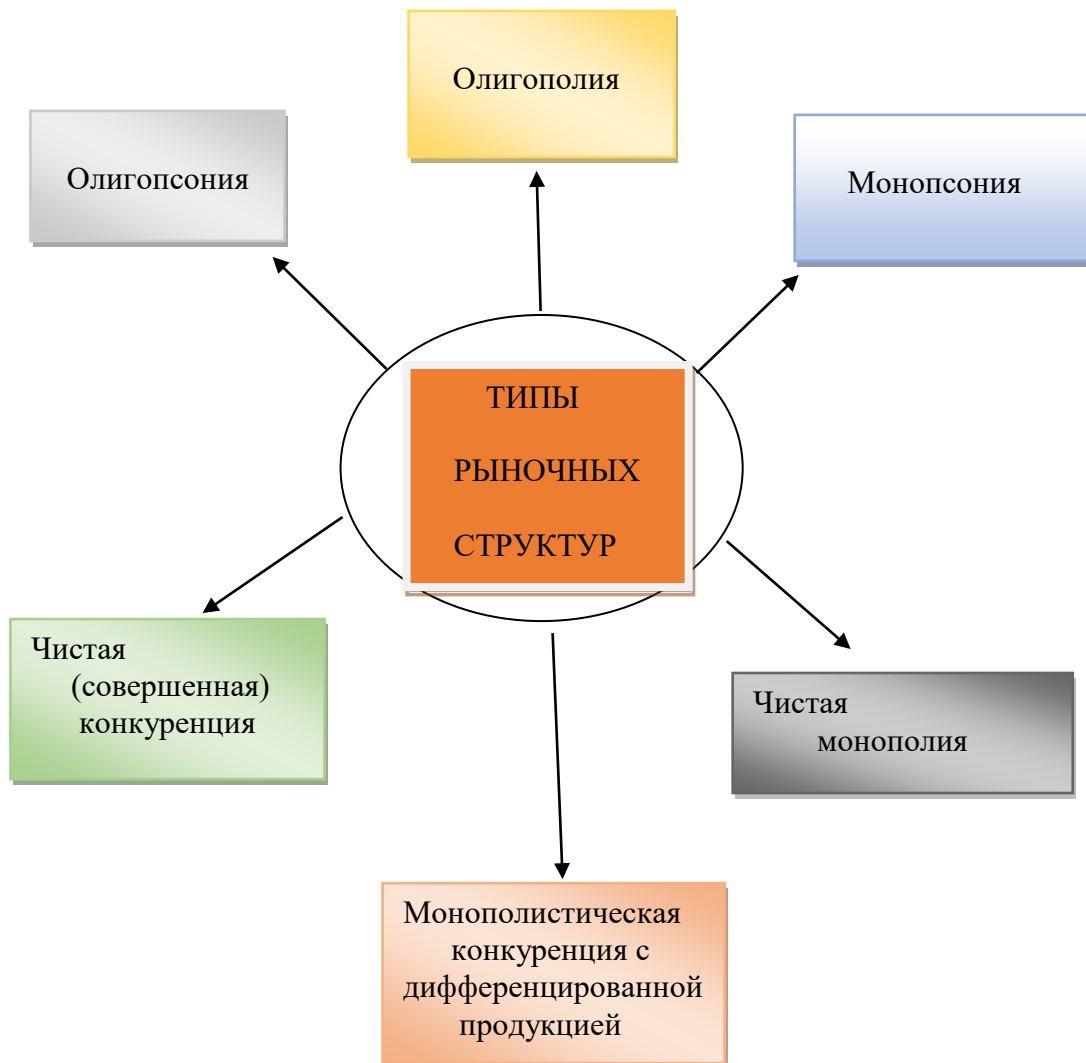 Олигополия
Олигопсония
Монопсония
ТИПЫ
РЫНОЧНЫХ
СТРУКТУР
Чистая
(совершенная)
конкуренция
Чистая
монополия
Монополистическая
конкуренция с
дифференцированной
продукцией